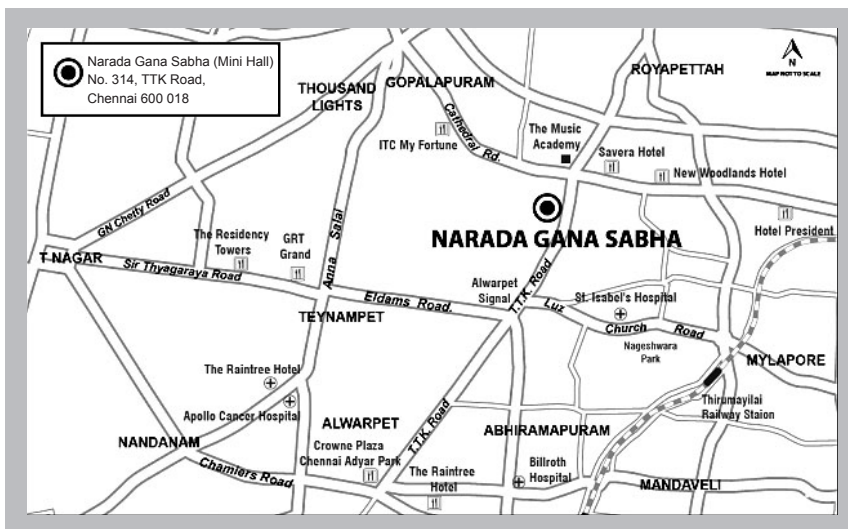 Narada Gana Sabha (Mini Hall)
No. 314, TTK Road,
Chennai 600 018
N
MAP NOT TO SCALE
ROYAPETTAH
THOUSAND
LIGHTS
GOPALAPURAM
Cathedral Rd.
ITC My Fortune
The Music
Academy
Savera Hotel
New Woodlands Hotel
Hotel President
NARADA GANA SABHA
GN Chetty Road
The Residency
Towers
GRT
Grand
Anna Salai
T NAGAR
Sir Thyagaraya Road
Eldams Road.
Alwarpet
Signal
T.T.K. Road
St. Isabel's Hospital
Luz Church Road
TEYNAMPET
Nageshwara
Park
MYLAPORE
The Raintree Hotel
Apollo Cancer Hospital
Thirumayilai
Railway Staion
ALWARPET
T.T.K. Road
ABHIRAMAPURAM
NANDANAM
Crowne Plaza
Chennai Adyar Park
Chamiers Road
The Raintree
Hotel
Billroth
Hospital
MANDAVELI